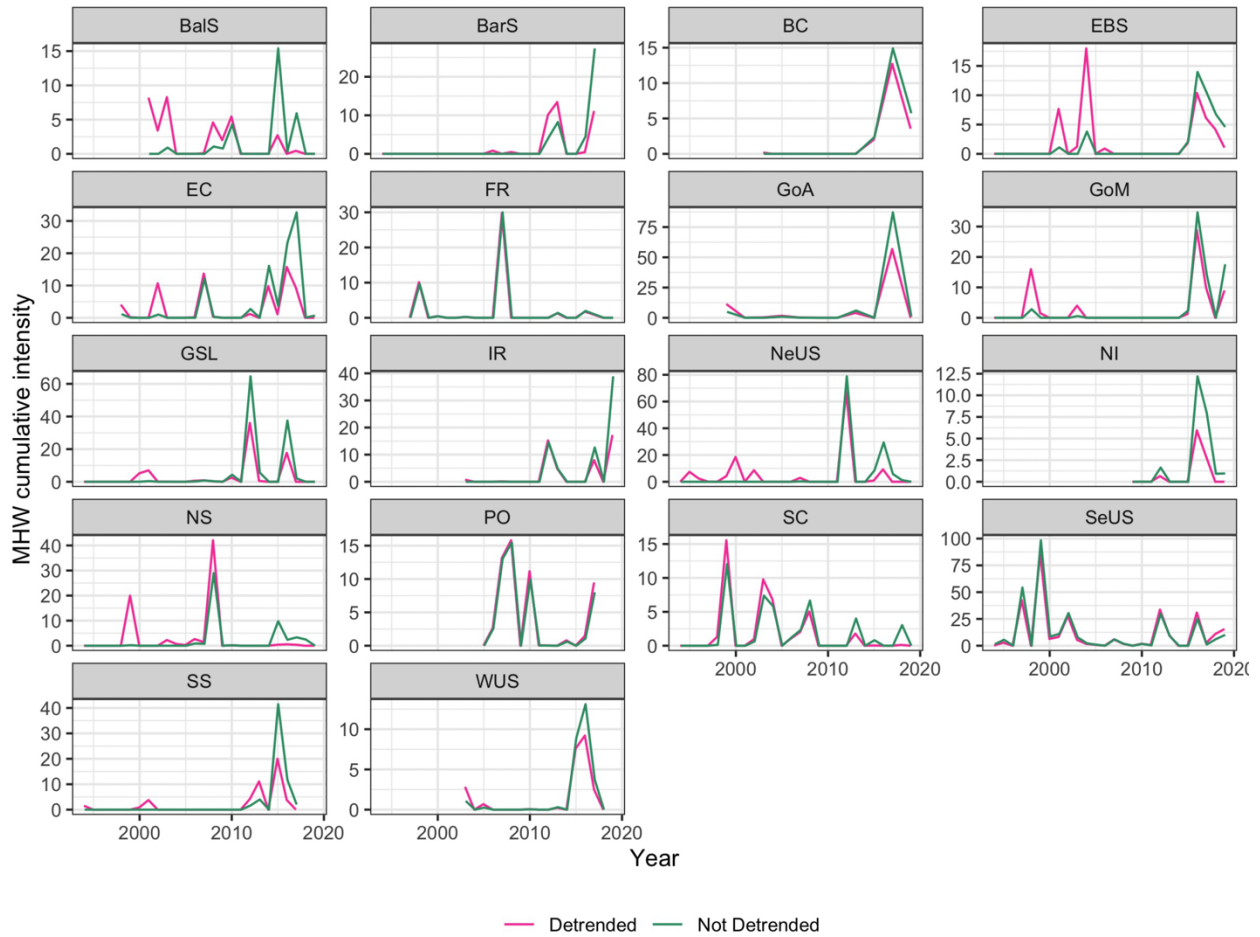 BalS BarS BC EBS
15 10 5 0
20 10 0
15 10 5 0
15 10 5 0
EC FR GoA GoM
30 20 10 0
30 20 10 0
75 50 25 0
30 20 10 0
GSL IR NeUS NI
60 40 20 0
40 30 20 10 0
80 60 40 20 0
12.5 10.0 7.5 5.0 2.5 0.0
NS PO SC SeUS
40 30 20 10 0
15 10 5 0
15 10 5 0
100 75 50 25 0
2000 2010 2020
2000 2010 2020
SS WUS
40 30 20 10 0
10 5 0
2000 2010 2020
2000 2010 2020
MHW cumulative intensity
Year
Detrended Not Detrended